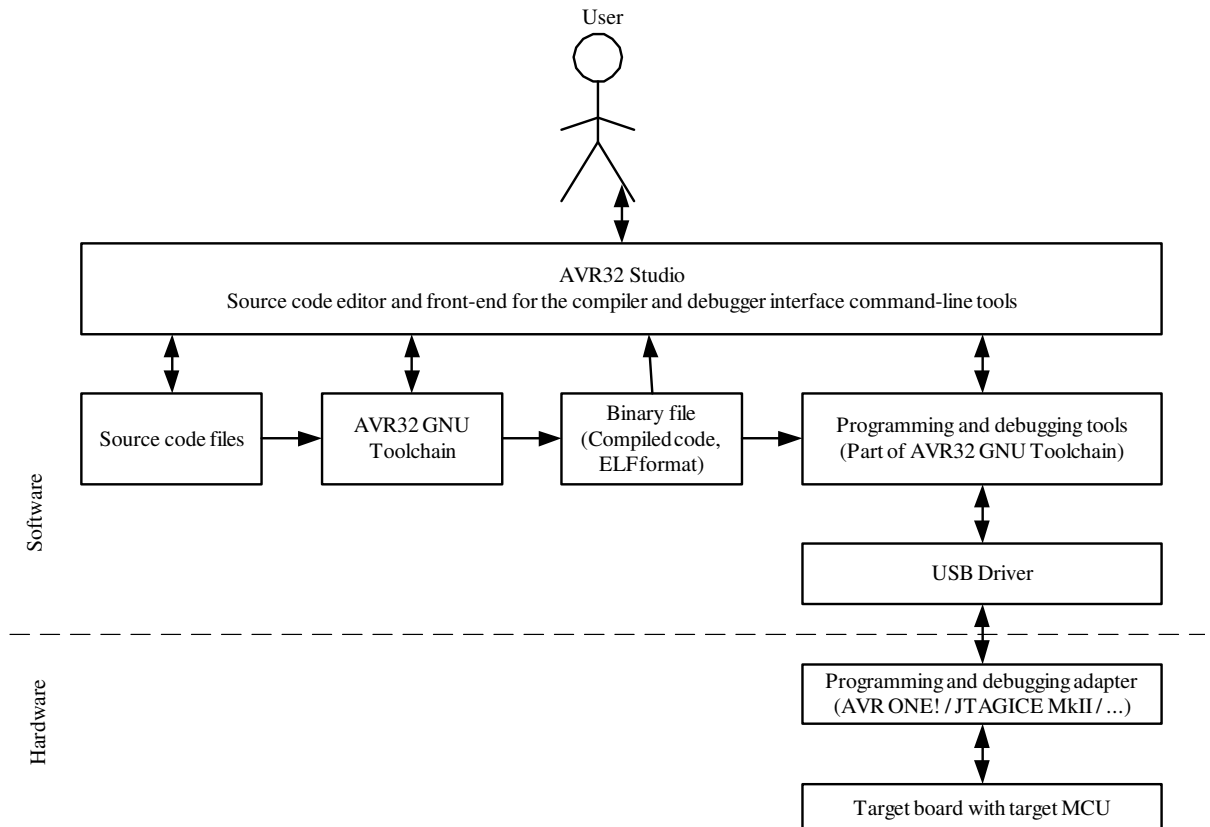 User
AVR32 Studio
Source code editor and front-end for the compiler and debugger interface command-line tools
Source code files
AVR32 GNU
Toolchain
Binary file
(Compiled code,
ELF format)
Programming and debugging tools
(Part of AVR32 GNU Toolchain)
Software
USB Driver
Hardware
Programming and debugging adapter
(AVR ONE! / JTAGICE MkII / ...)
Target board with target MCU